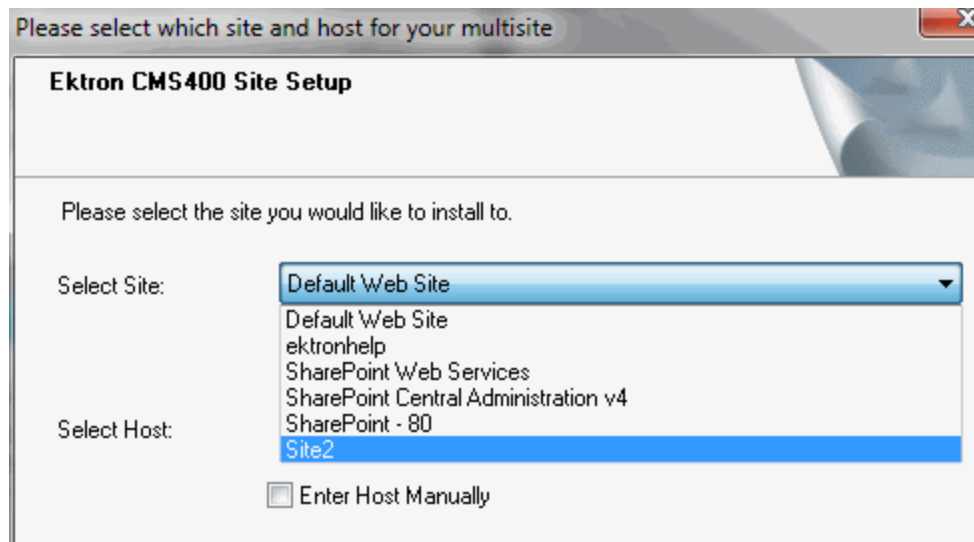 Please select which site and host for your multisite
Ektron CMS400 Site Setup
Please select the site you would like to install to.
Select Site:
Default Web Site
Default Web Site
ektronhelp
SharePoint Web Services
SharePoint Central Administration v4
SharePoint - 80
Select Host:
Site2
Enter Host Manually